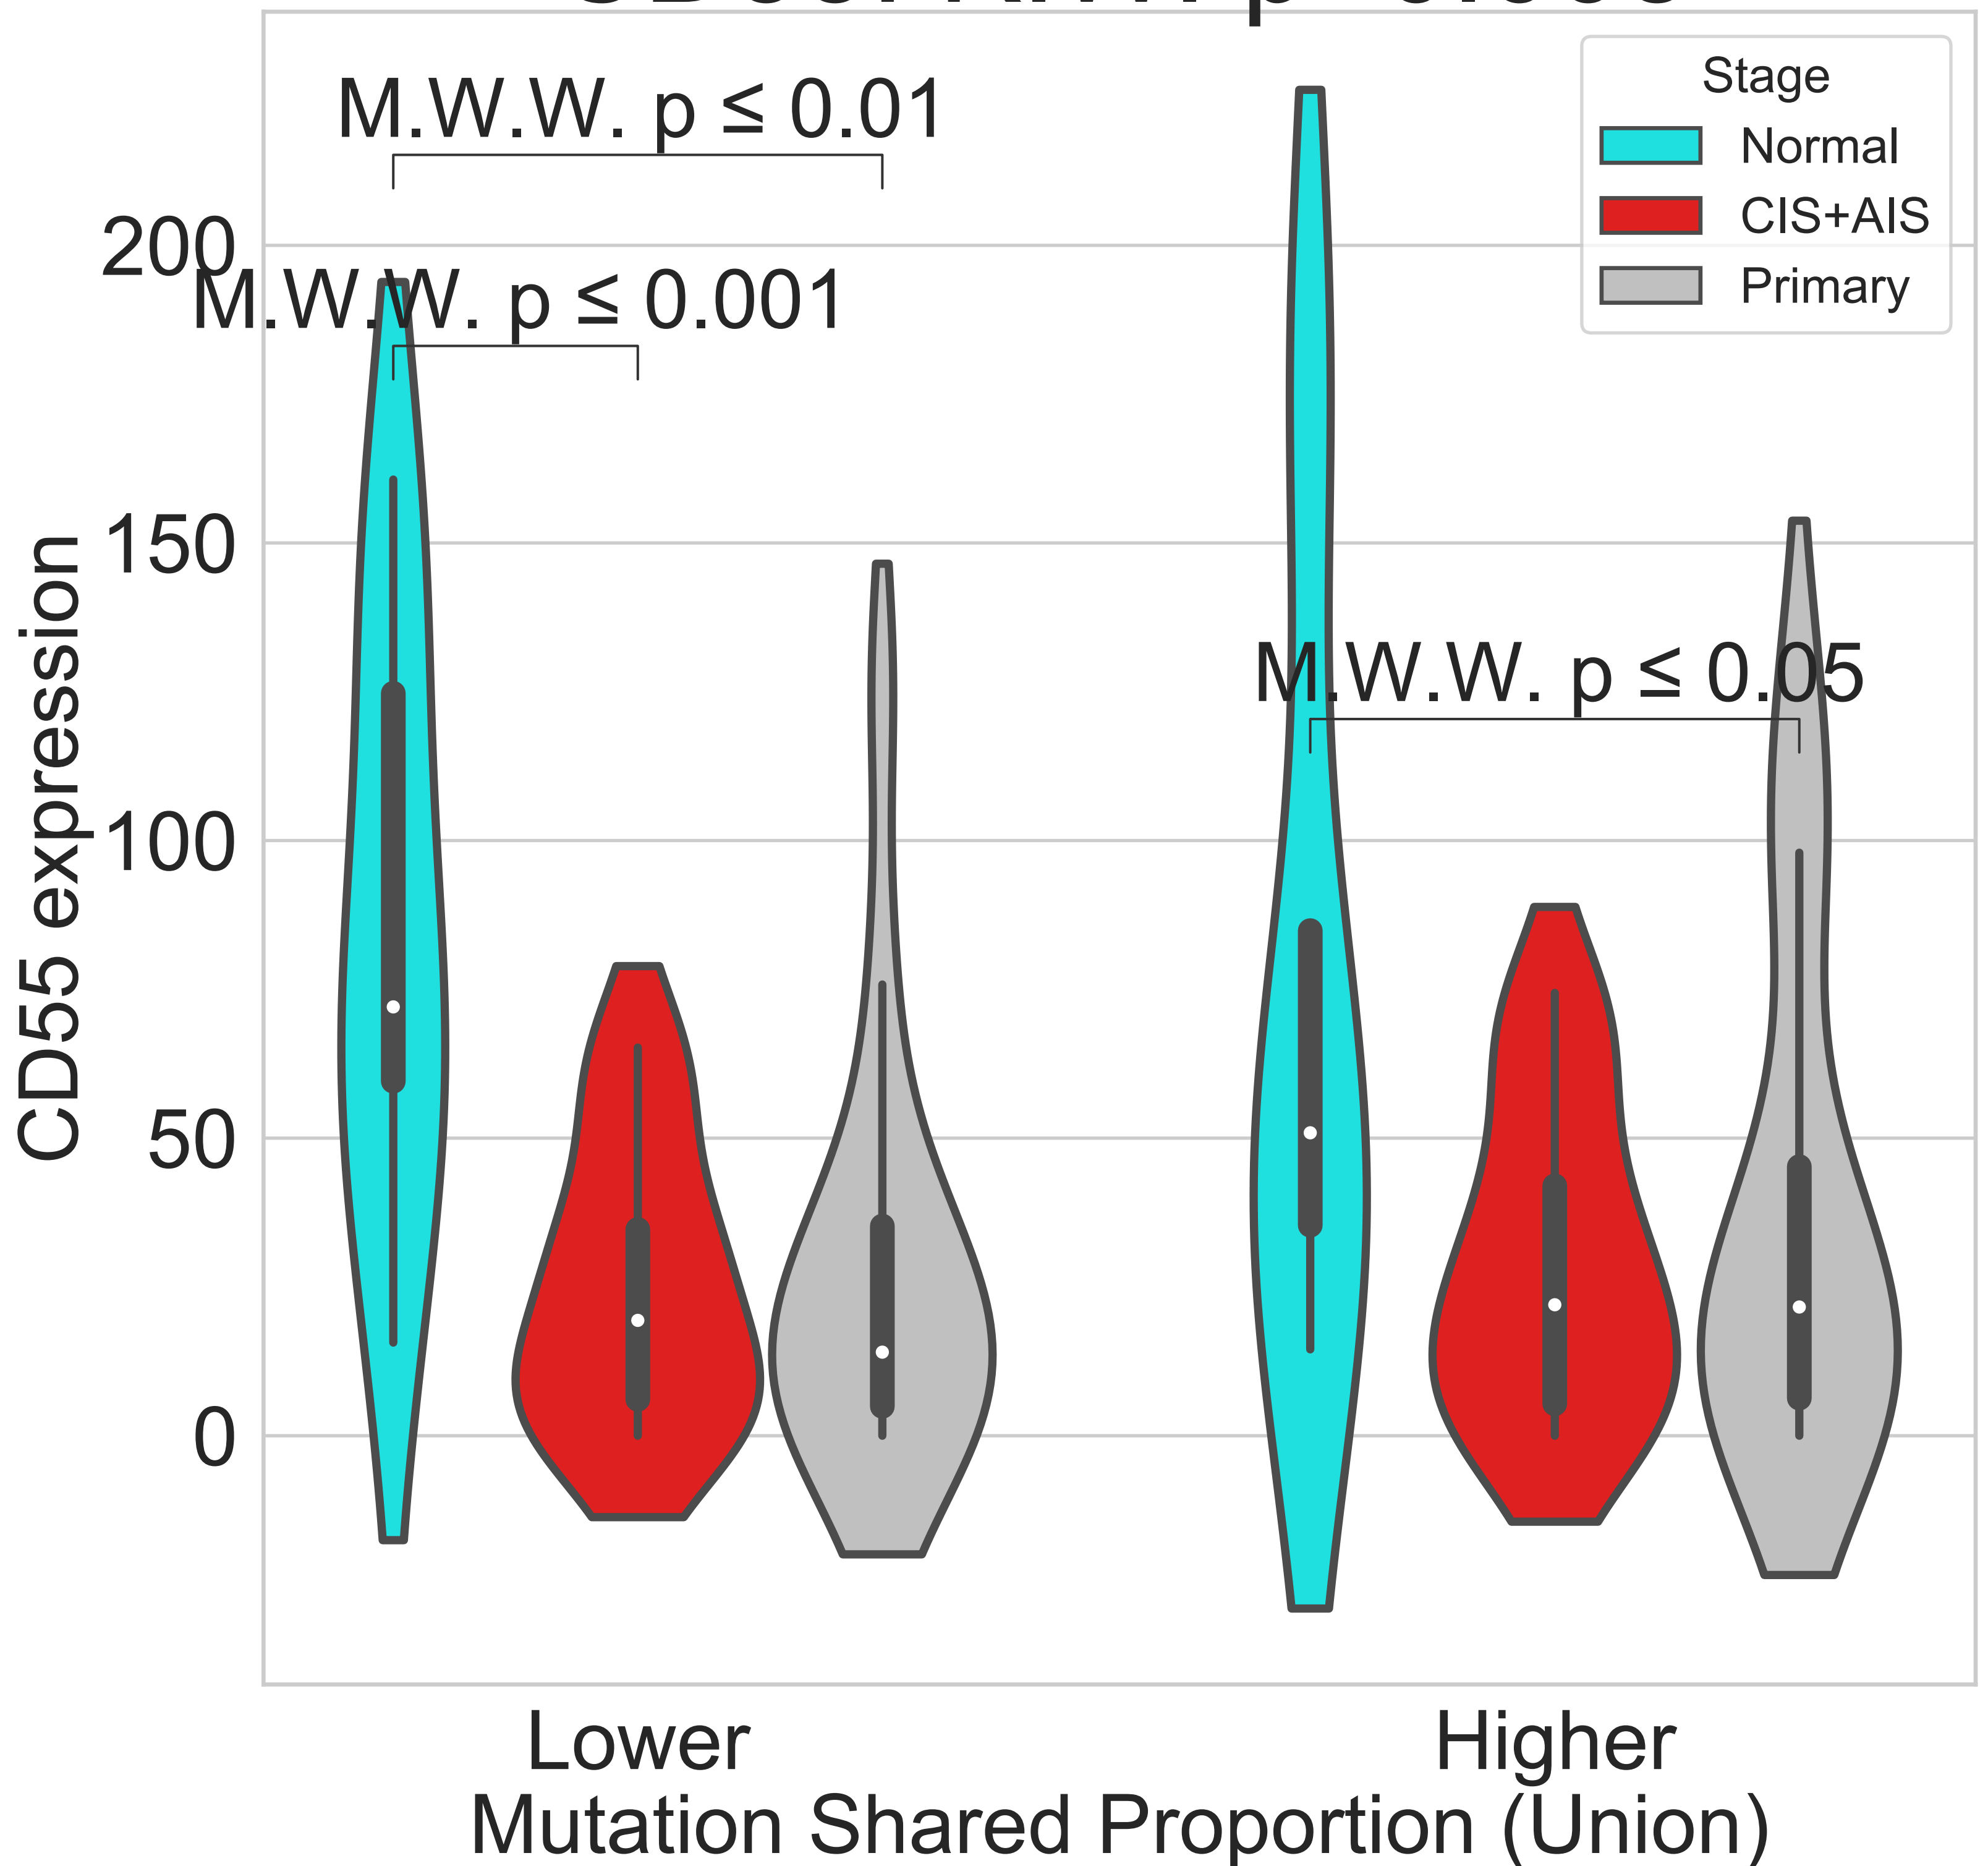 M.W.W. p ≤ 0.01
M.W.W. p ≤ 0.001
M.W.W. p ≤ 0.05
Stage
Normal
CIS+AIS
Primary
200
150
100
50
0
CD55 expression
Lower
Higher
Mutation Shared Proportion (Union)